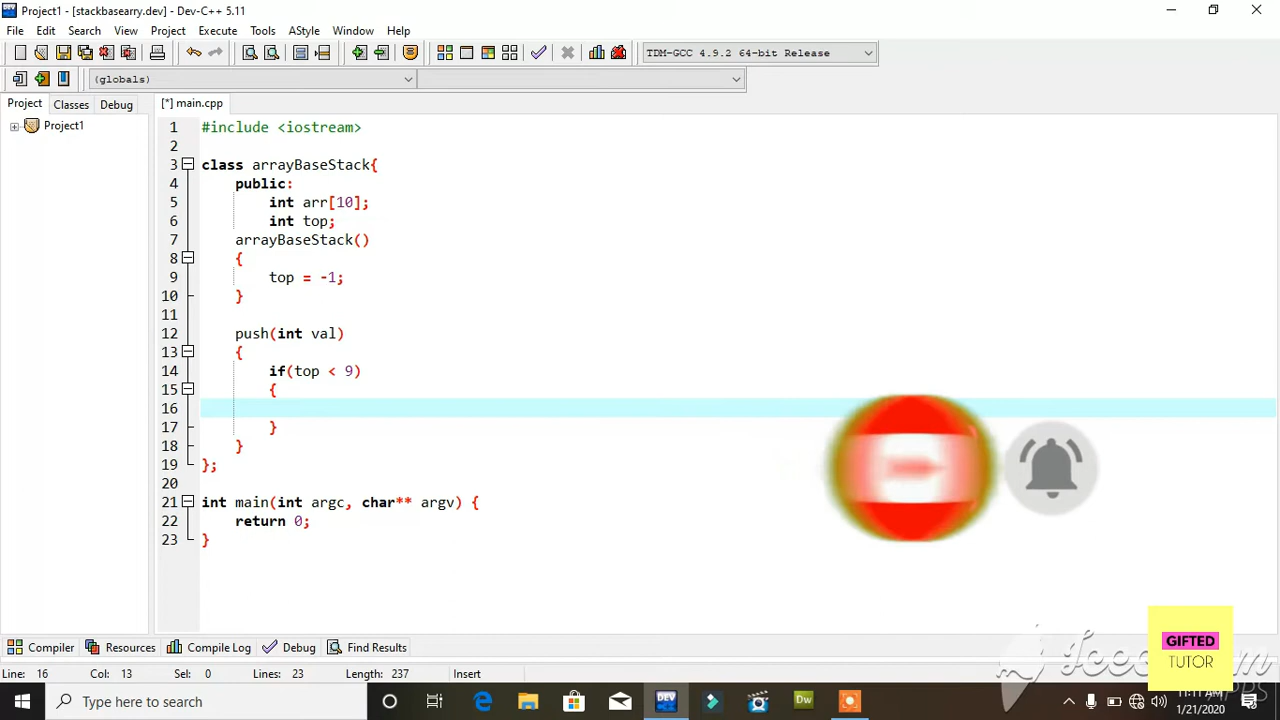 Project1 - [stackbasearry.dev] - Dev-C++ 5.11
File Edit Search View Project Execute Tools AStyle Window Help
TDM-GCC 4.9.2 64-bit Release
(globals)
Project Classes Debug [*] main.cpp
Project1
1 #include <iostream>
2
3 class arrayBaseStack{
4 public:
5 int arr[10];
6 int top;
7 arrayBaseStack()
8 {
9 top = -1;
10 }
11
12 push(int val)
13 {
14 if(top < 9)
15 {
16
17 }
18 }
19 };
20
21 int main(int argc, char** argv) {
22 return 0;
23 }
GIFTED
TUTOR
Compiler Resources Compile Log Debug Find Results
Line: 16 Col: 13 Sel: 0 Lines: 23 Length: 237 Insert
Type here to search
DEV
Dw
11:11 AM
1/21/2020
APPS